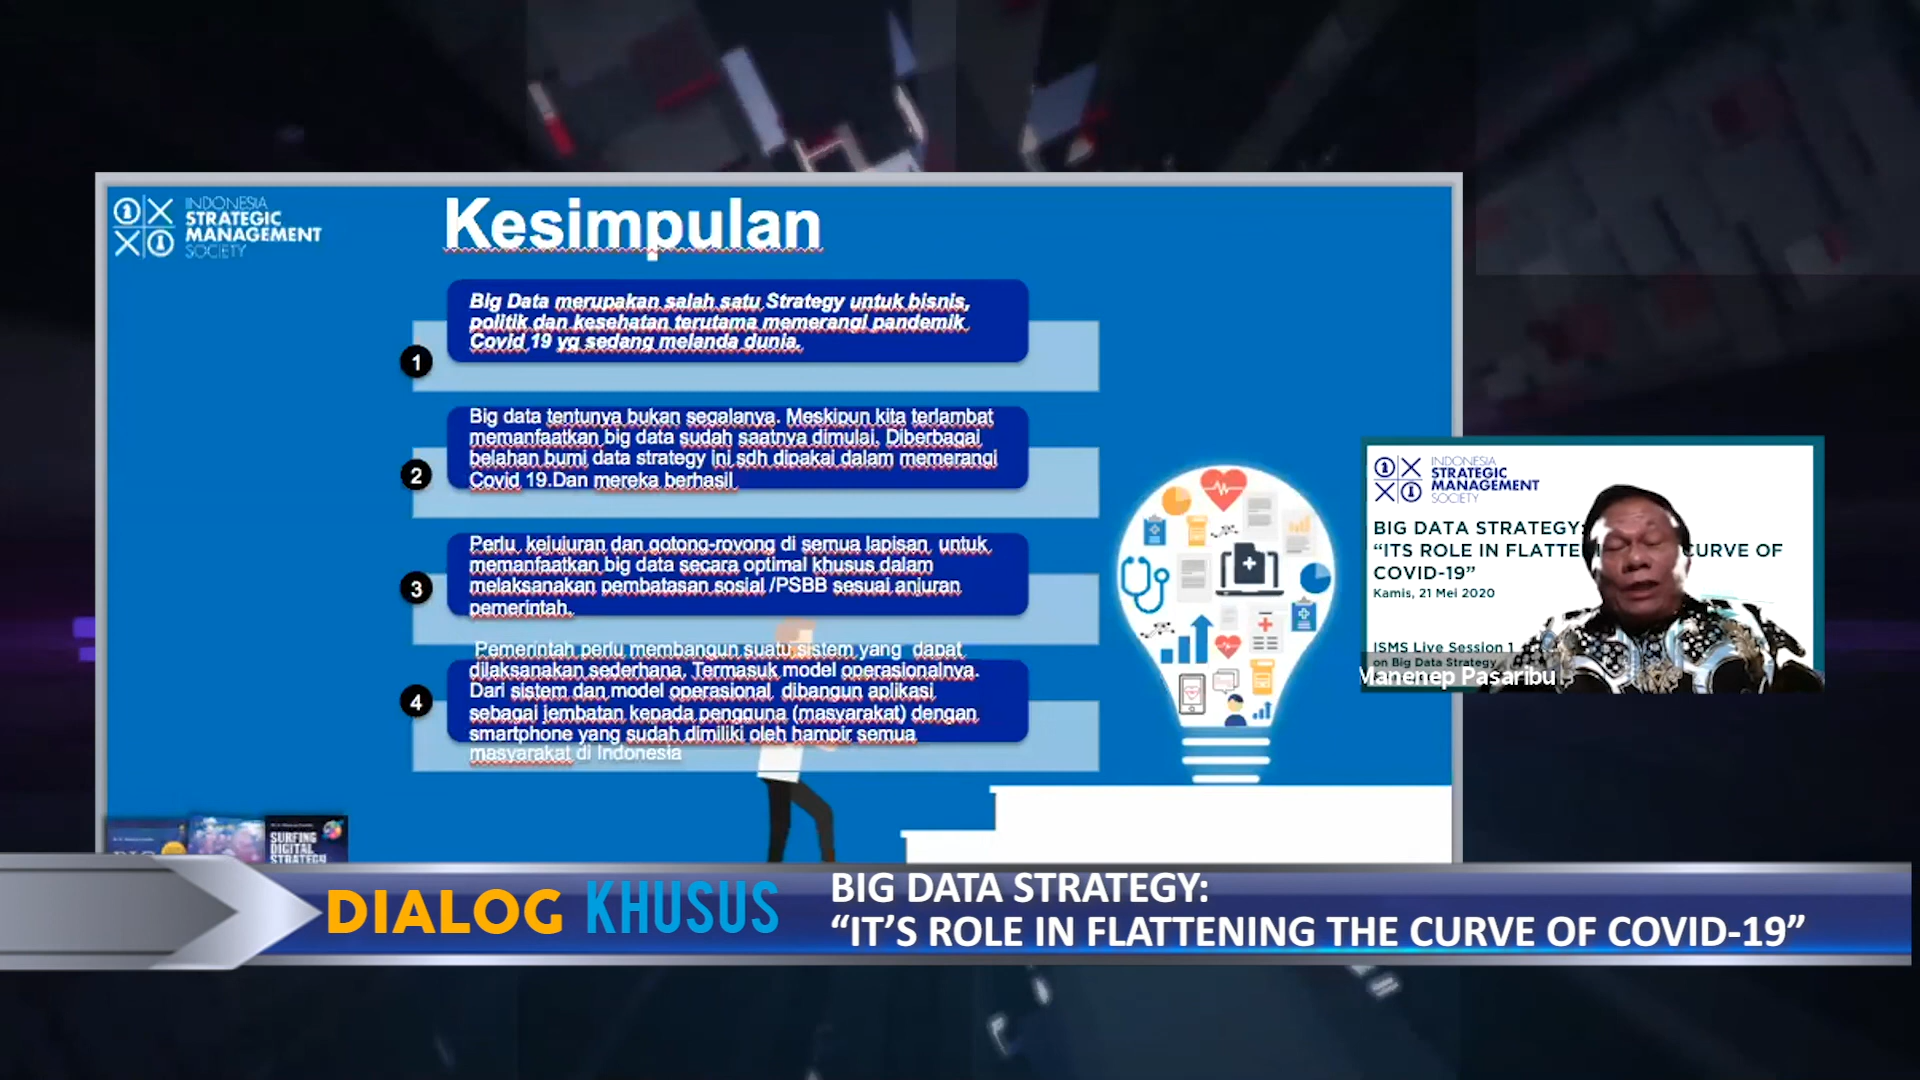 INDONESIA
STRATEGIC
MANAGEMENT
SOCIETY
Kesimpulan
1
Big Data merupakan salah satu Strategy untuk bisnis,
politik dan kesehatan terutama memerangi pandemik
Covid 19 yg sedang melanda dunia.
2
Big data tentunya bukan segalanya. Meskipun kita terlambat
memanfaatkan big data sudah saatnya dimulai. Diberbagai
belahan bumi data strategy ini sdh dipakai dalam memerangi
Covid 19.Dan mereka berhasil
3
Perlu kejujuran dan gotong-royong di semua lapisan untuk
memanfaatkan big data secara optimal khusus dalam
melaksanakan pembatasan sosial /PSBB sesuai anjuran
pemerintah.
4
Pemerintah perlu membangun suatu sistem yang dapat
dilaksanakan sederhana. Termasuk model operasionalnya.
Dari sistem dan model operasional dibangun aplikasi
sebagai jembatan kepada pengguna (masyarakat) dengan
smartphone yang sudah dimiliki oleh hampir semua
masyarakat di Indonesia
SURFING
DIGITAL
STRATEGY
INDONESIA
STRATEGIC
MANAGEMENT
SOCIETY
BIG DATA STRATEGY:
“ITS ROLE IN CURVE OF
COVID-19”
Kamis, 21 Mei 2020
ISMS Live Session 1
on Big Data Strategy
Manenep Pasaribu
DIALOG KHUSUS
BIG DATA STRATEGY:
“IT’S ROLE IN FLATTENING THE CURVE OF COVID-19”